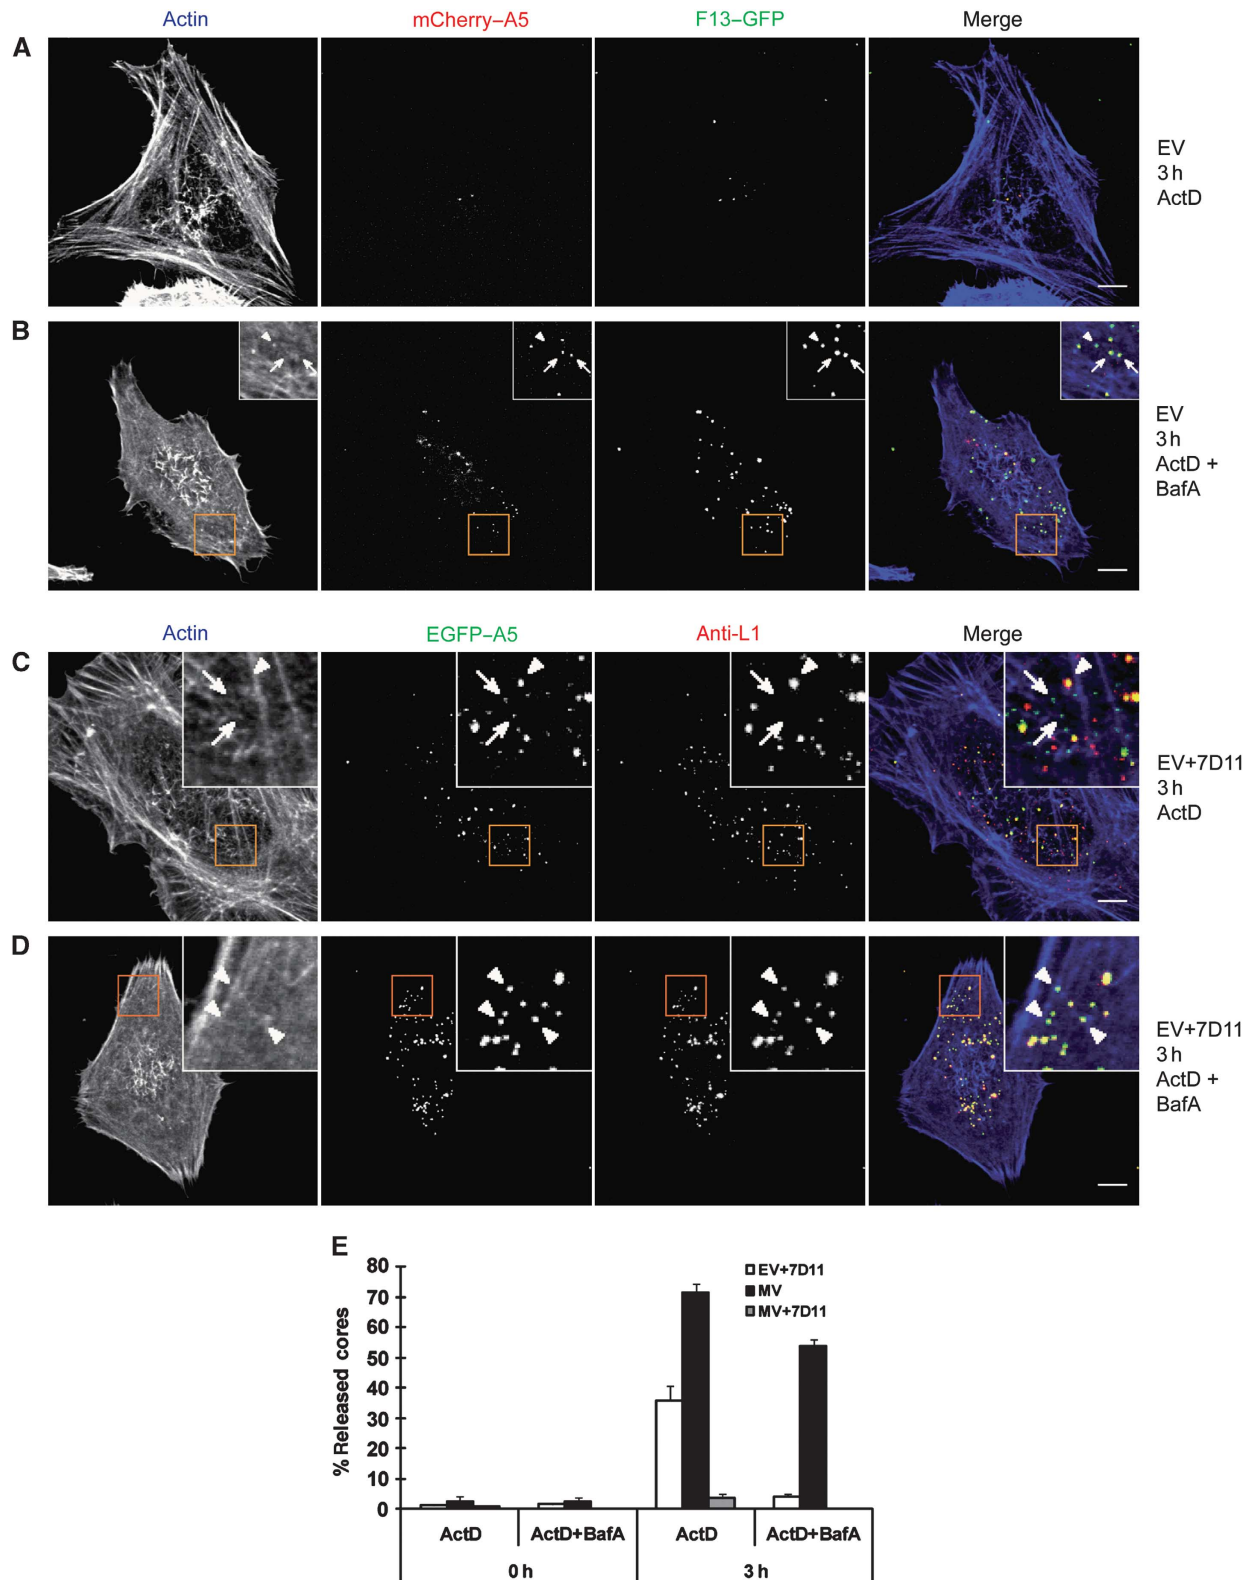 Actin mCherry–A5 F13–GFP Merge
A
EV
3 h
ActD
B
EV
3 h
ActD +
BafA
Actin EGFP–A5 Anti-L1 Merge
C
EV+7D11
3 h
ActD
D
EV+7D11
3 h
ActD +
BafA
E
% Released cores
80
70
60
50
40
30
20
10
0
EV+7D11
MV
MV+7D11
ActD ActD+BafA ActD ActD+BafA
0 h 3 h